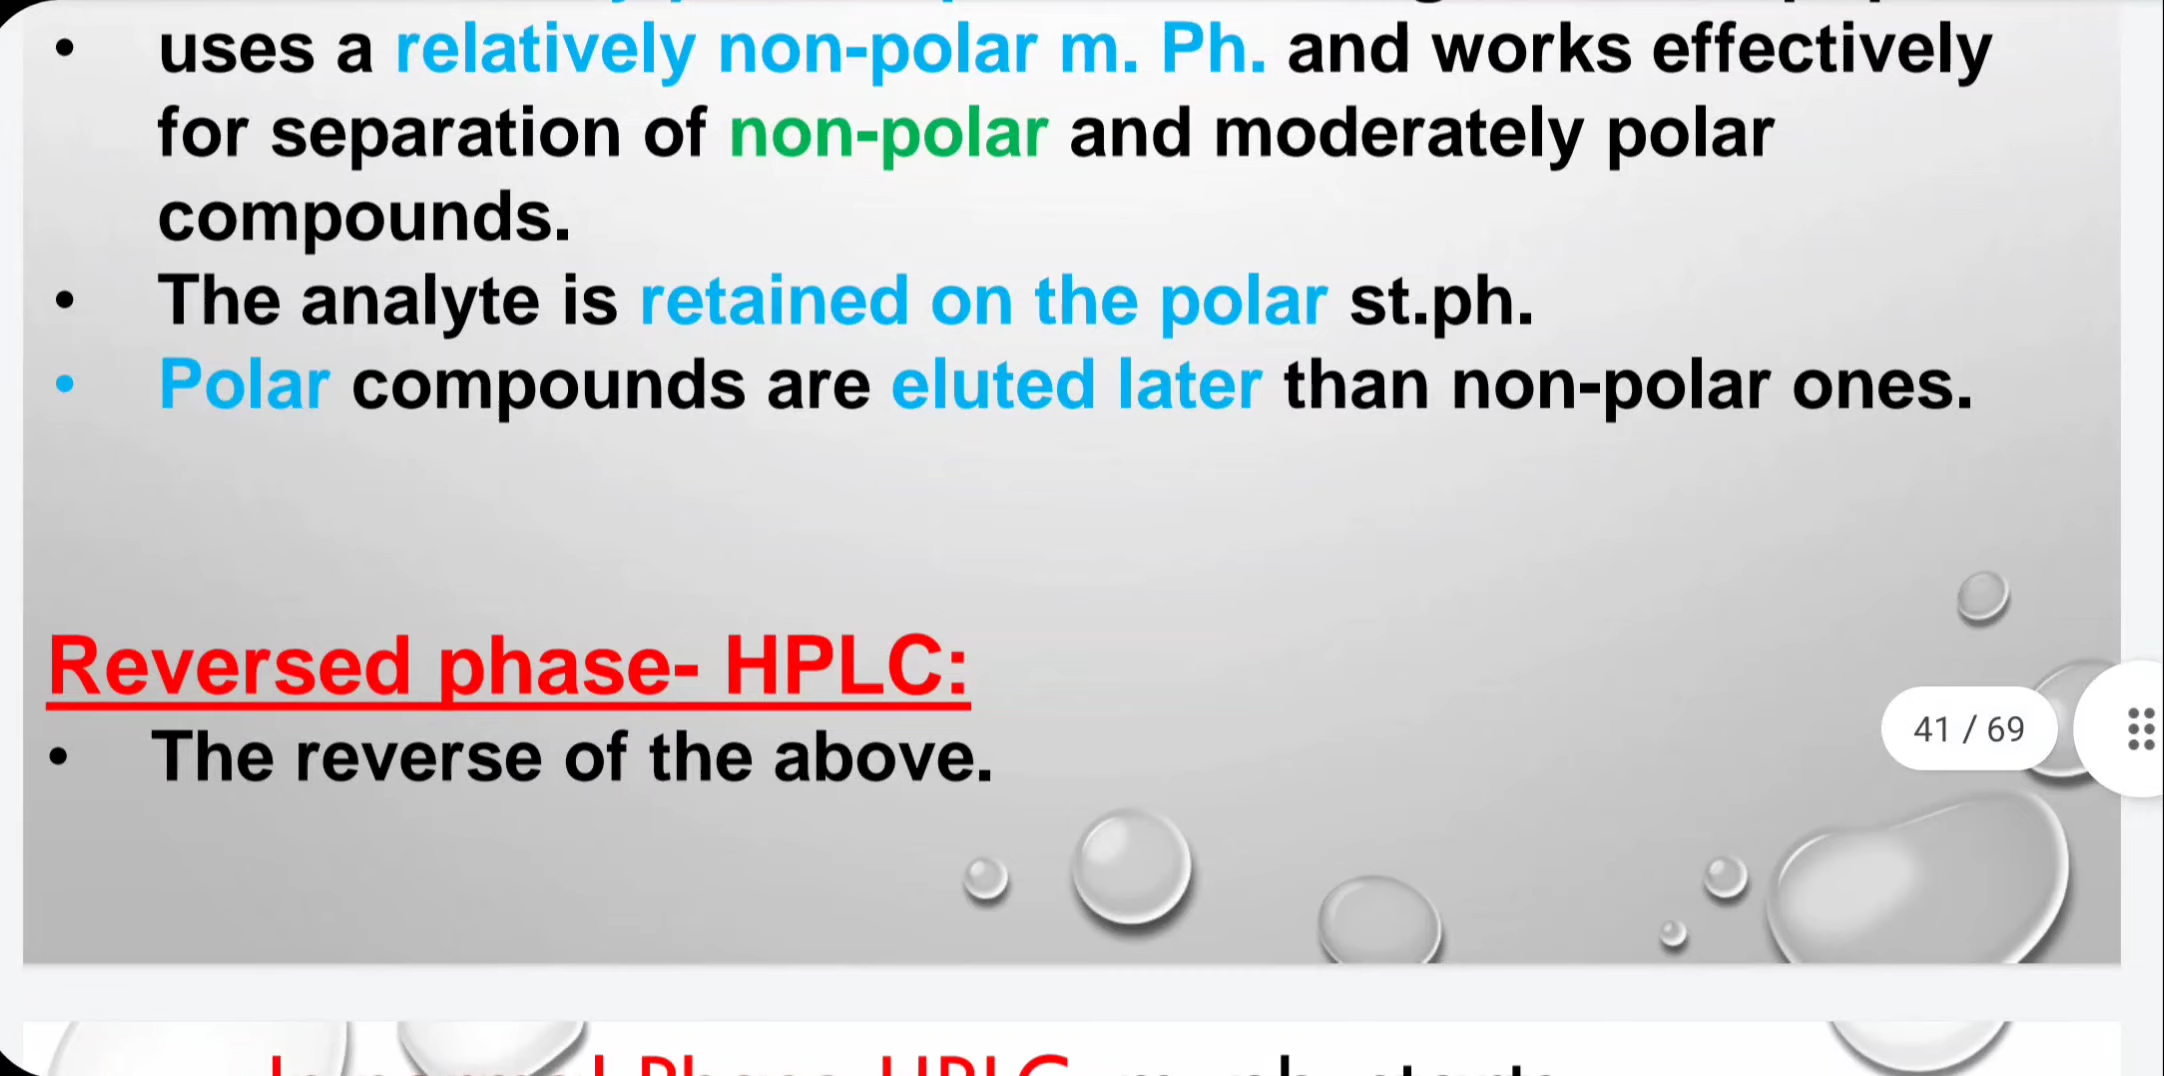 • uses a relatively non-polar m. Ph. and works effectively
for separation of non-polar and moderately polar
compounds.
• The analyte is retained on the polar st.ph.
• Polar compounds are eluted later than non-polar ones.
Reversed phase- HPLC:
• The reverse of the above.
41 / 69